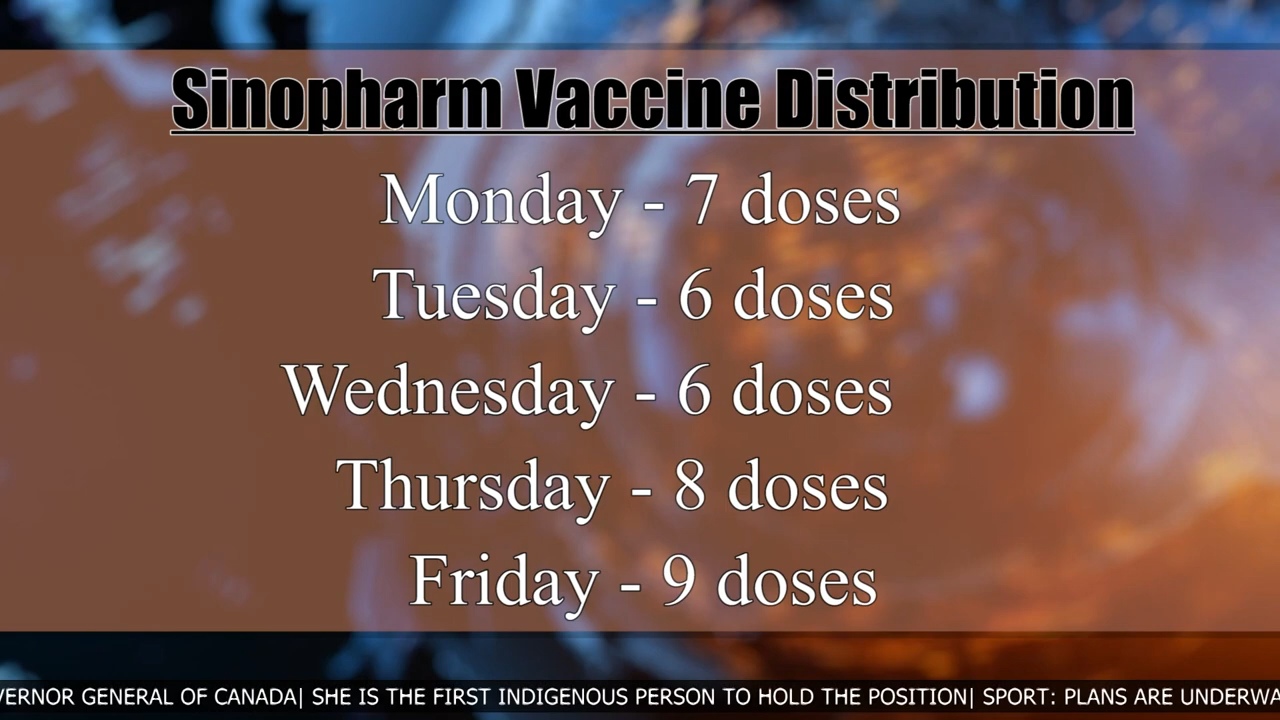 Sinopharm Vaccine Distribution
Monday - 7 doses
Tuesday - 6 doses
Wednesday - 6 doses
Thursday - 8 doses
Friday - 9 doses
GENERAL OF CANADA| SHE IS THE FIRST INDIGENOUS PERSON TO HOLD THE POSITION| SPORT: PLANS ARE